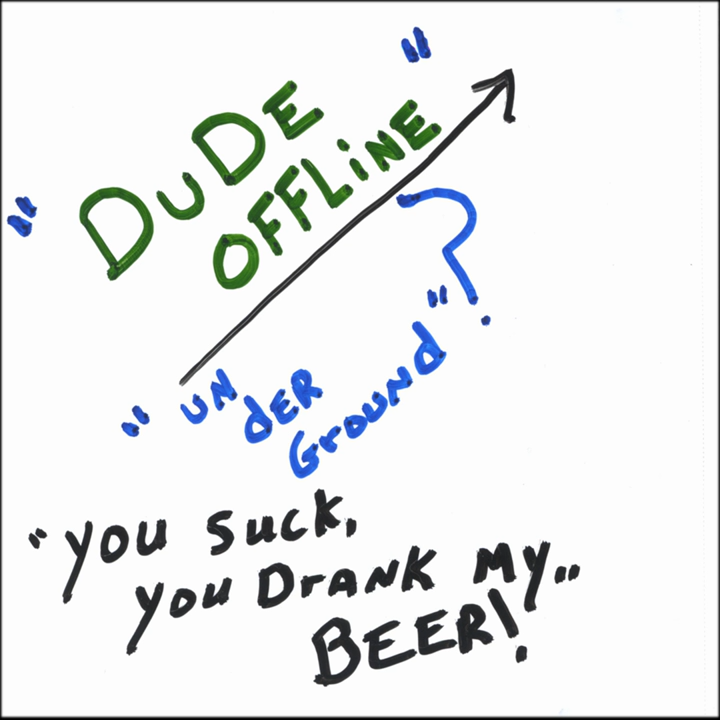 "DuDE
OFFLiNE"
"UN
dER
GrOUNd"?
"YOU SUCK,
YOU DrANK MY..
BEER!